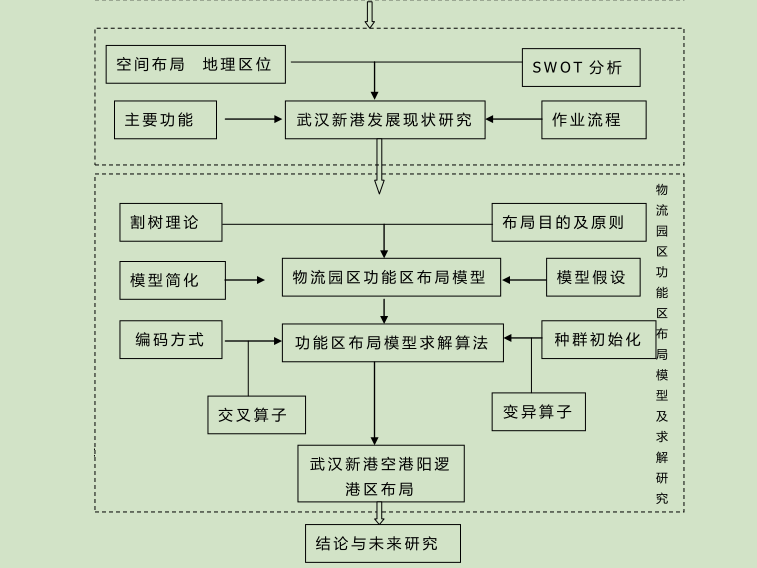 空间布局 地理区位
SWOT 分析
主要功能
武汉新港发展现状研究
作业流程
割树理论
布局目的及原则
模型简化
物流园区功能区布局模型
模型假设
编码方式
功能区布局模型求解算法
种群初始化
交叉算子
变异算子
武汉新港空港阳逻
港区布局
物流园区功能区布局模型及求解研究
结论与未来研究